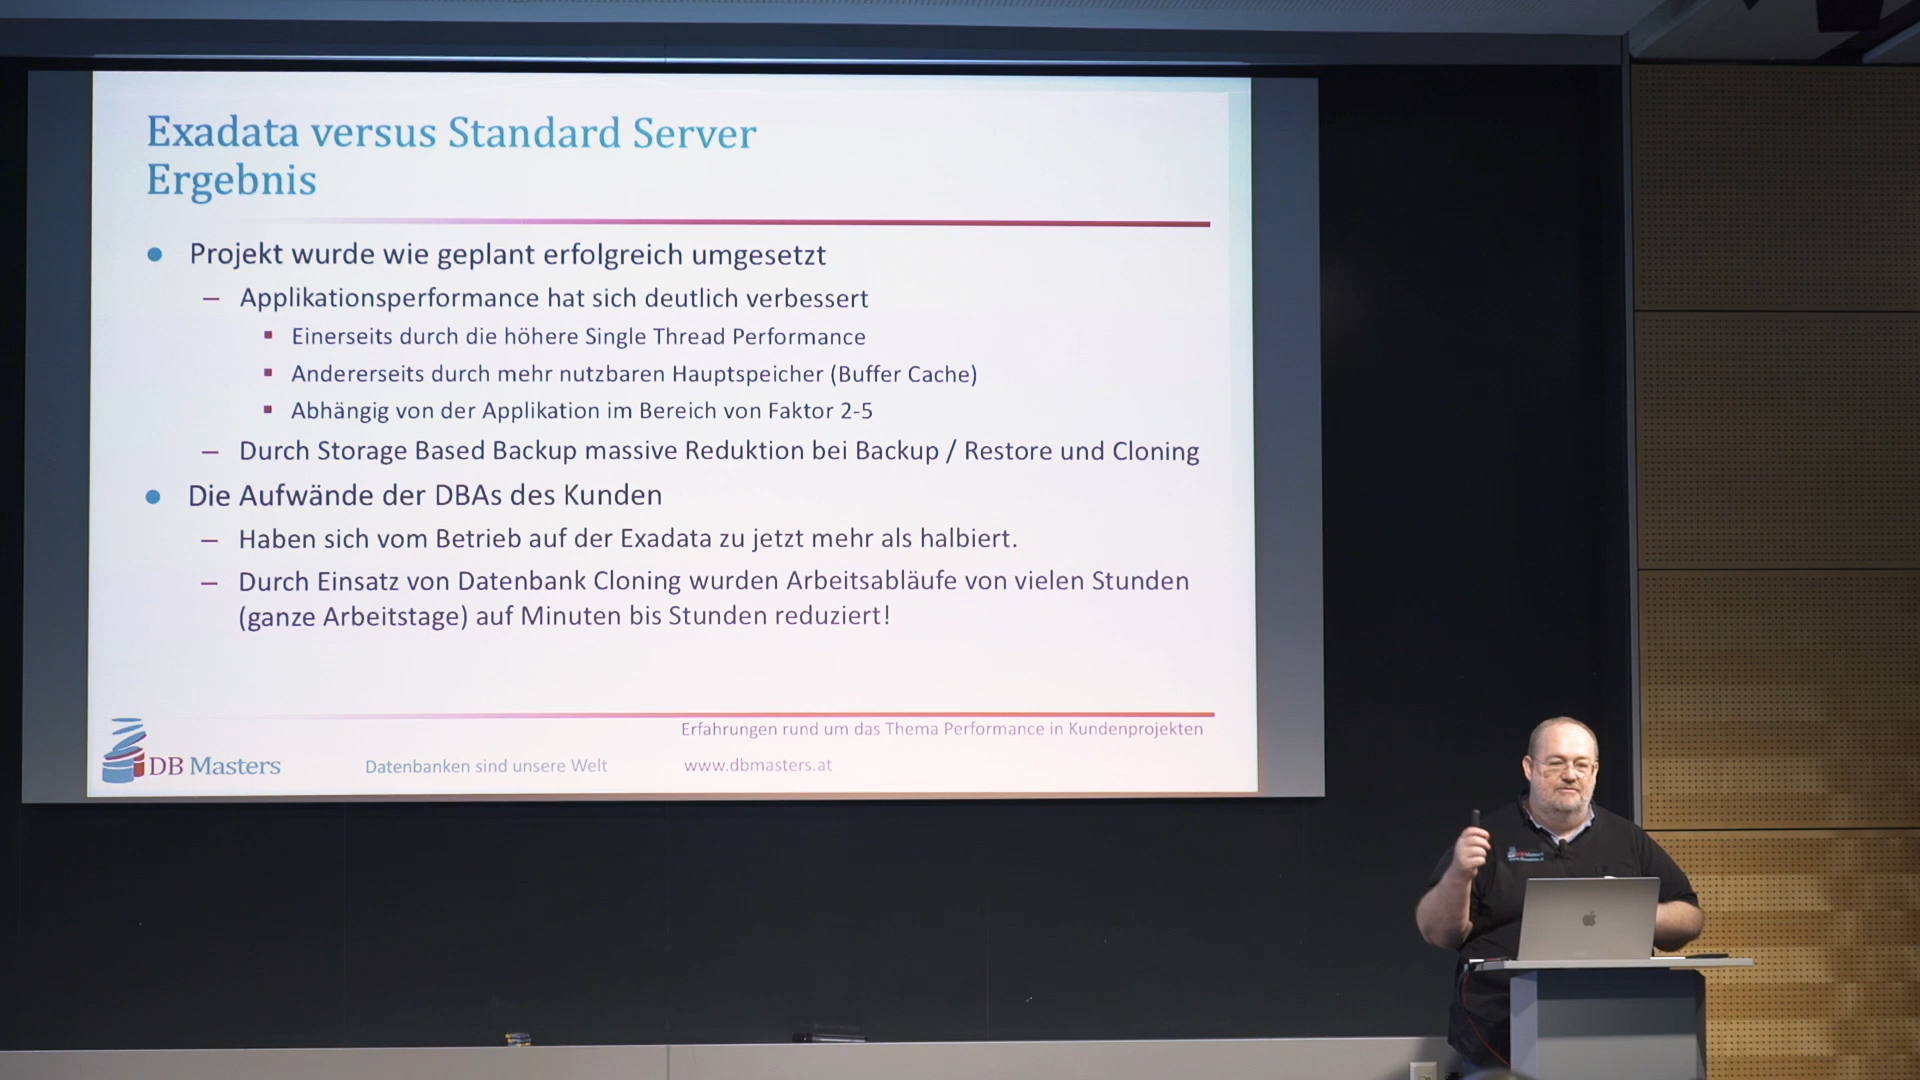 Exadata versus Standard Server
Ergebnis
● Projekt wurde wie geplant erfolgreich umgesetzt
– Applikationsperformance hat sich deutlich verbessert
▪ Einerseits durch die höhere Single Thread Performance
▪ Andererseits durch mehr nutzbaren Hauptspeicher (Buffer Cache)
▪ Abhängig von der Applikation im Bereich von Faktor 2-5
– Durch Storage Based Backup massive Reduktion bei Backup / Restore und Cloning
● Die Aufwände der DBAs des Kunden
– Haben sich vom Betrieb auf der Exadata zu jetzt mehr als halbiert.
– Durch Einsatz von Datenbank Cloning wurden Arbeitsabläufe von vielen Stunden
(ganze Arbeitstage) auf Minuten bis Stunden reduziert!
Erfahrungen rund um das Thema Performance in Kundenprojekten
DB Masters
Datenbanken sind unsere Welt
www.dbmasters.at